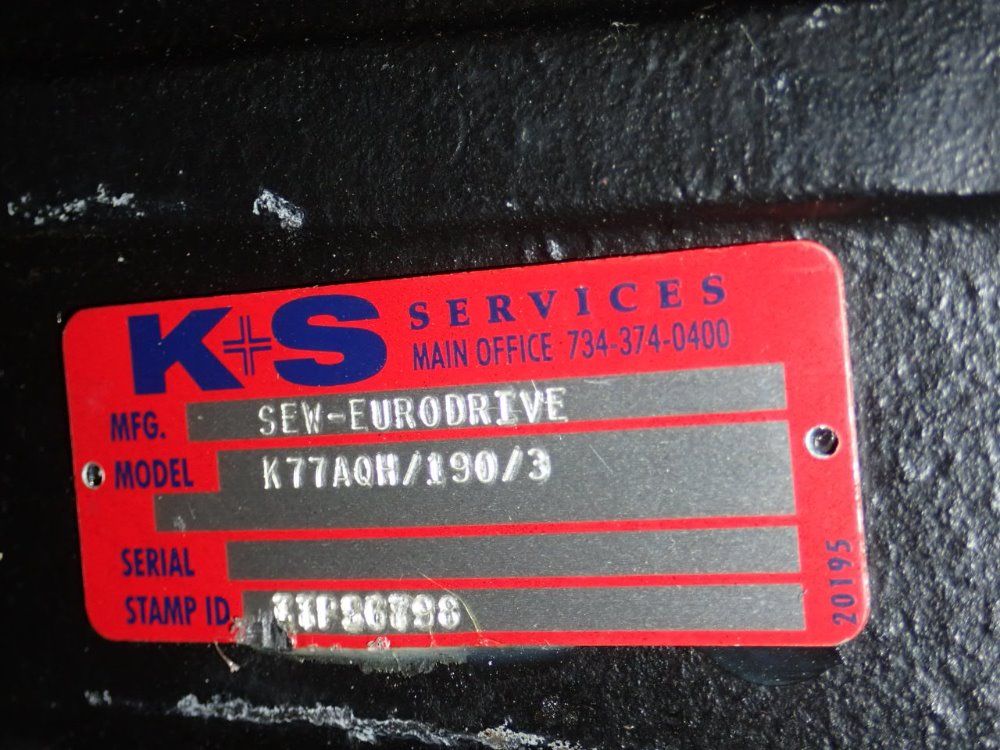 K+S SERVICES
MAIN OFFICE 734-374-0400
MFG. SEW-EURODRIVE
MODEL K77AQH/190/3
SERIAL
STAMP ID
20195